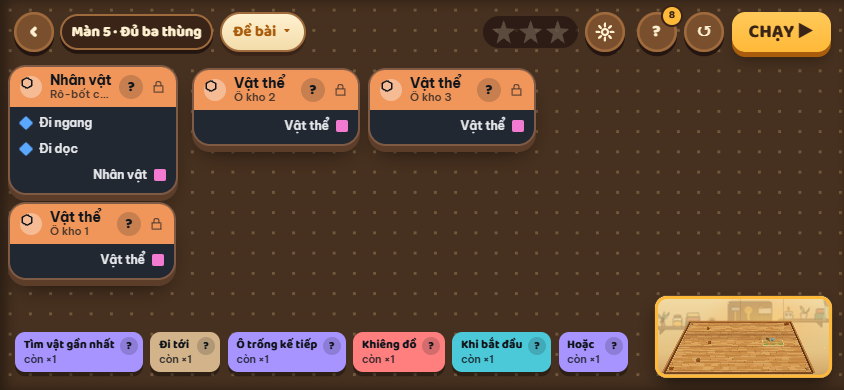 Màn 5 · Đủ ba thùng
Đề bài
?
8
CHẠY
Nhân vật
Rô-bốt c...
?
Đi ngang
Đi dọc
Nhân vật
Vật thể
Ô kho 2
?
Vật thể
Vật thể
Ô kho 3
?
Vật thể
Vật thể
Ô kho 1
?
Vật thể
Tìm vật gần nhất
còn ×1
?
Đi tới
còn ×1
?
Ô trống kế tiếp
còn ×1
?
Khiêng đồ
còn ×1
?
Khi bắt đầu
còn ×1
?
Hoặc
còn ×1
?